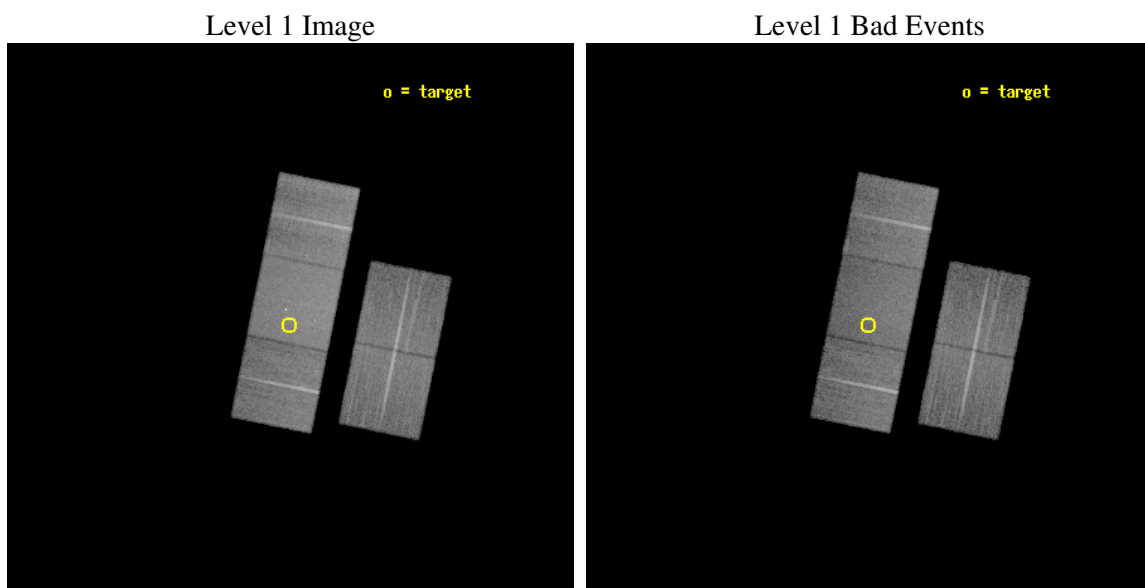 Level 1 Image
Level 1 Bad Events
o = target
o = target